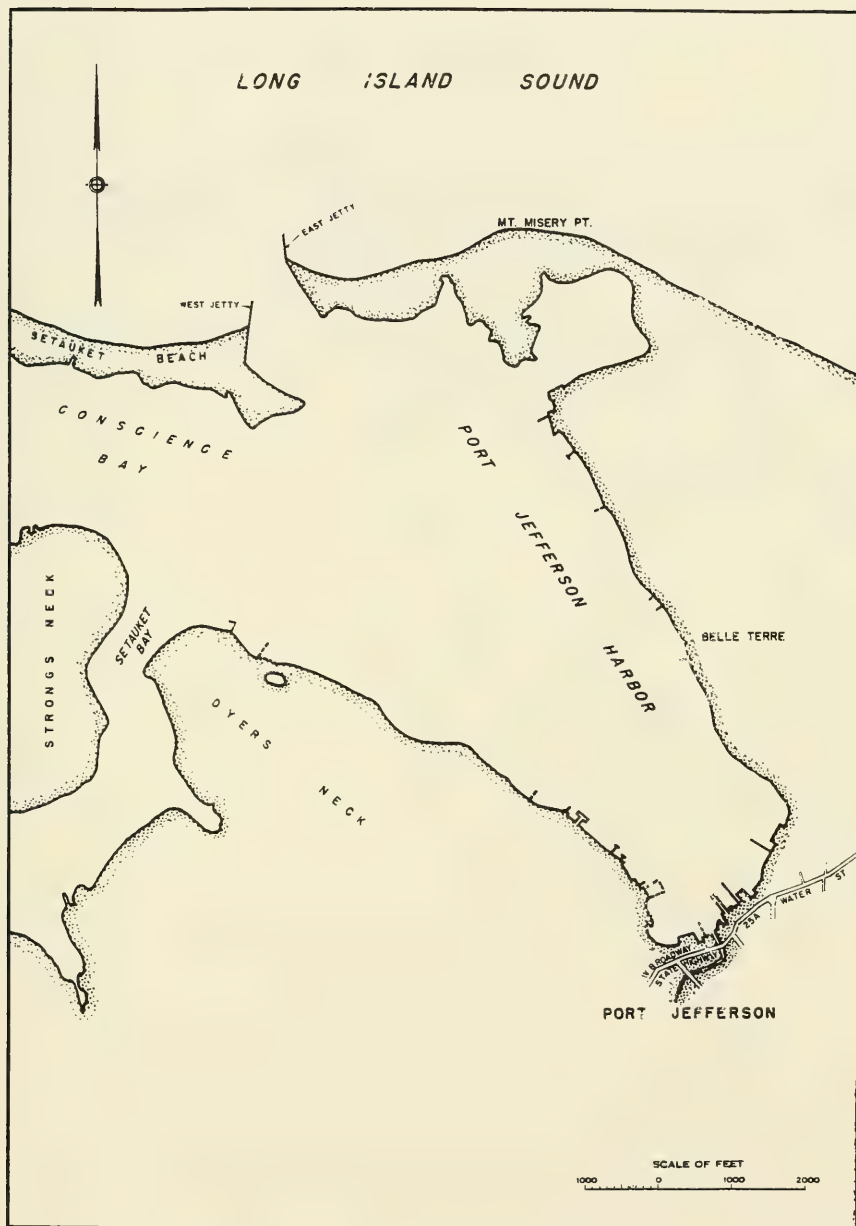 LONG ISLAND SOUND
EAST JETTY
MT. MISERY PT.
WEST JETTY
SETAUKET BEACH
CONSCIENCE
BAY
PORT JEFFERSON HARBOR
STRONGS NECK
SETAUKET
BAY
BELLE TERRE
DYERS NECK
WATER ST
25A
W. BROADWAY
STATE HIGHWAY
PORT JEFFERSON
SCALE OF FEET
1000 0 1000 2000